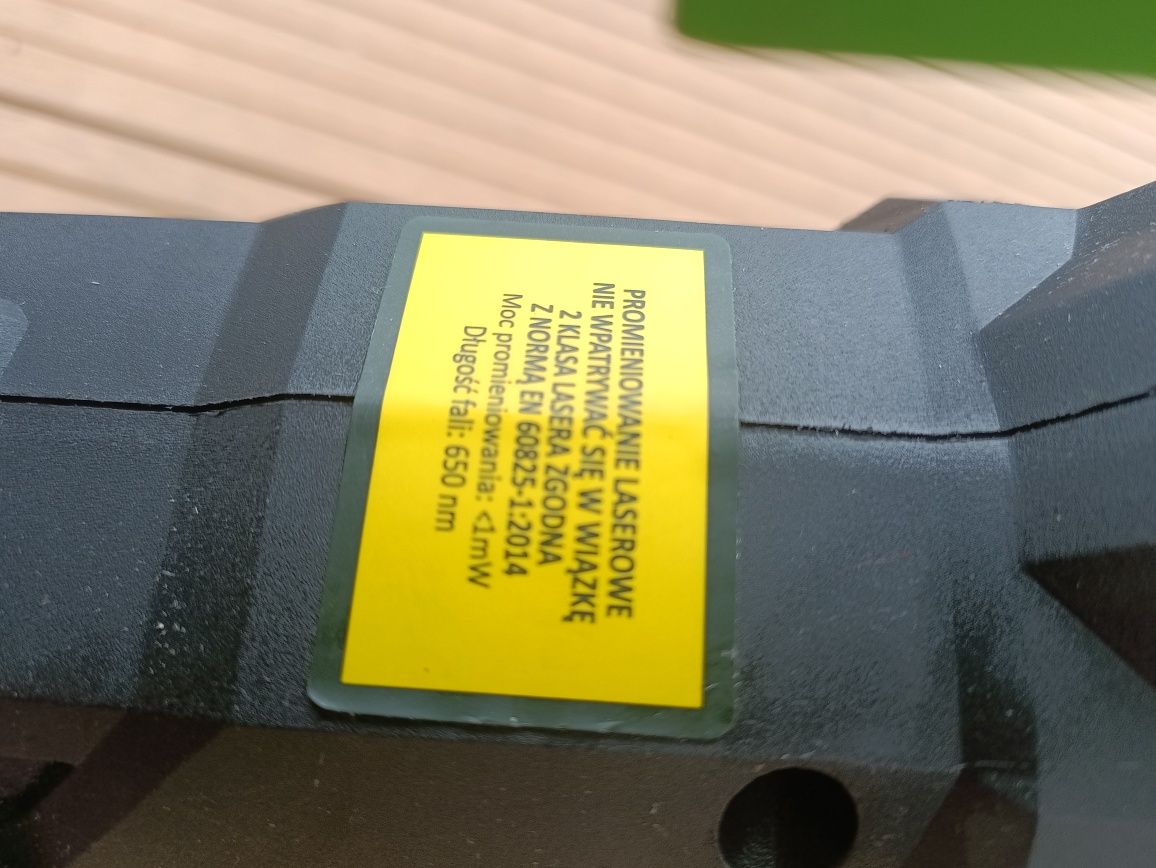 PROMIENIOWANIE LASEROWE
NIE WPATRYWAĆ SIĘ W WIĄZKĘ
2 KLASA LASERA ZGODNA
Z NORMĄ EN 60825-1:2014
Moc promieniowania: <1mW
Długość fali: 650 nm